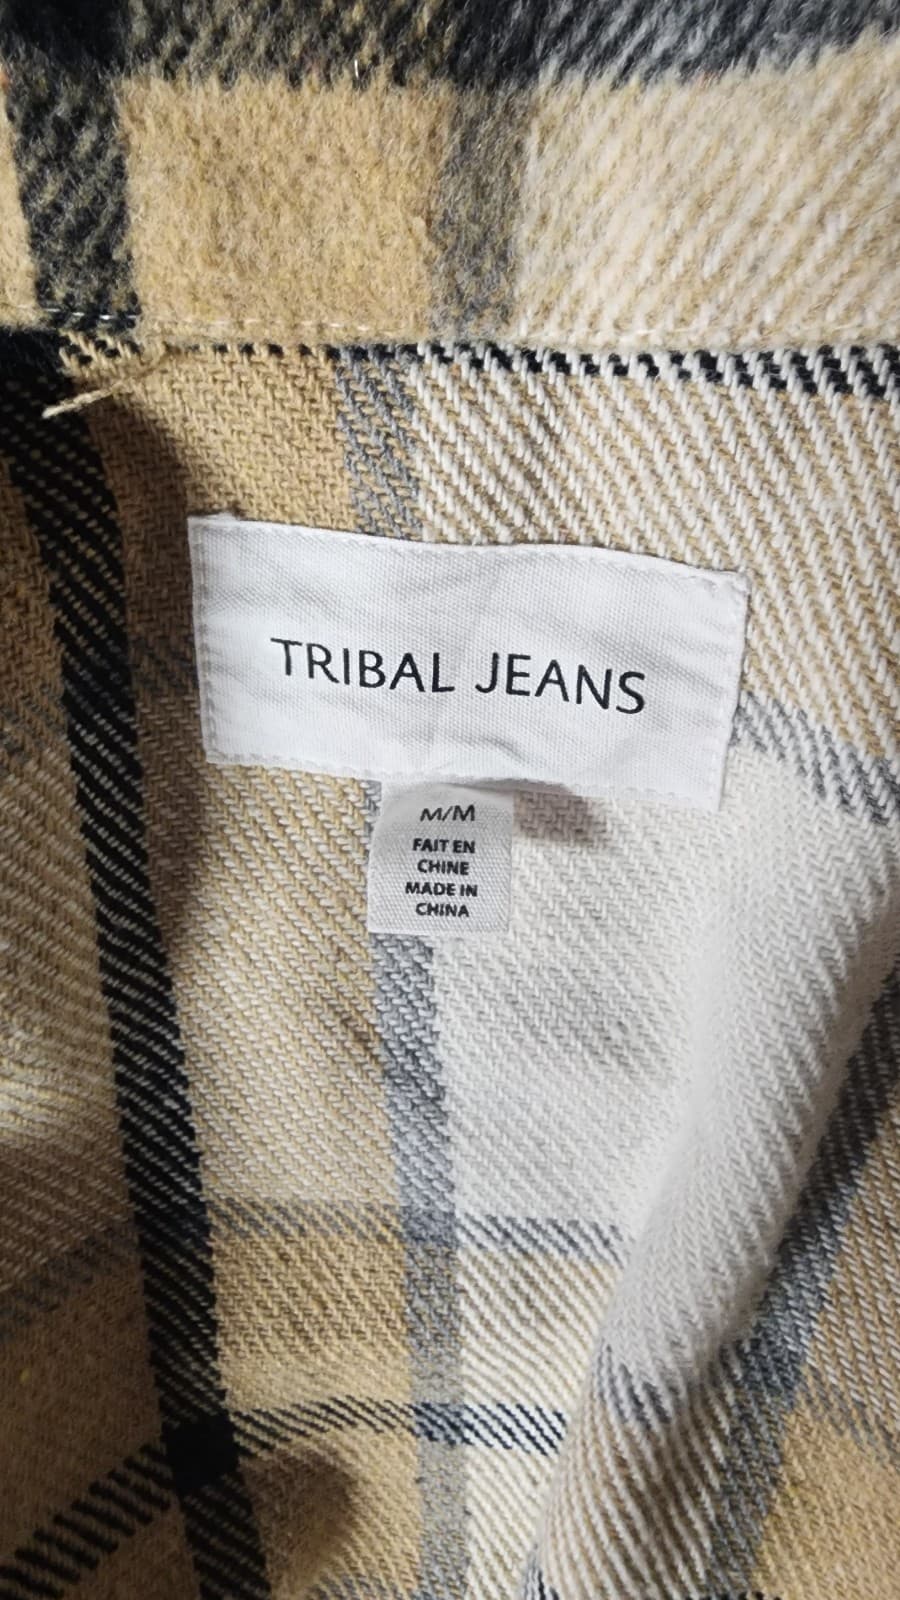 TRIBAL JEANS
M/M
FAIT EN
CHINE
MADE IN
CHINA